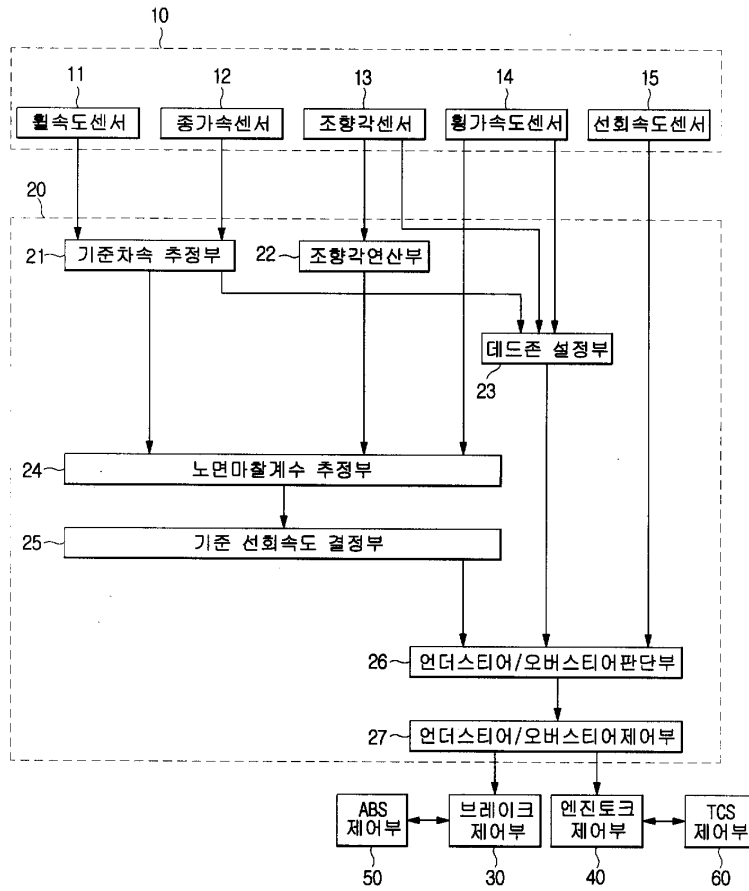 10
11
12
13
14
15
휠속도센서
종가속센서
조향각센서
횡가속도센서
선회속도센서
20
21
기준차속 추정부
22
조향각연산부
데드존 설정부
23
24
노면마찰계수 추정부
25
기준 선회속도 결정부
26
언더스티어/오버스티어판단부
27
언더스티어/오버스티어제어부
ABS
제어부
브레이크
제어부
엔진토크
제어부
TCS
제어부
50
30
40
60